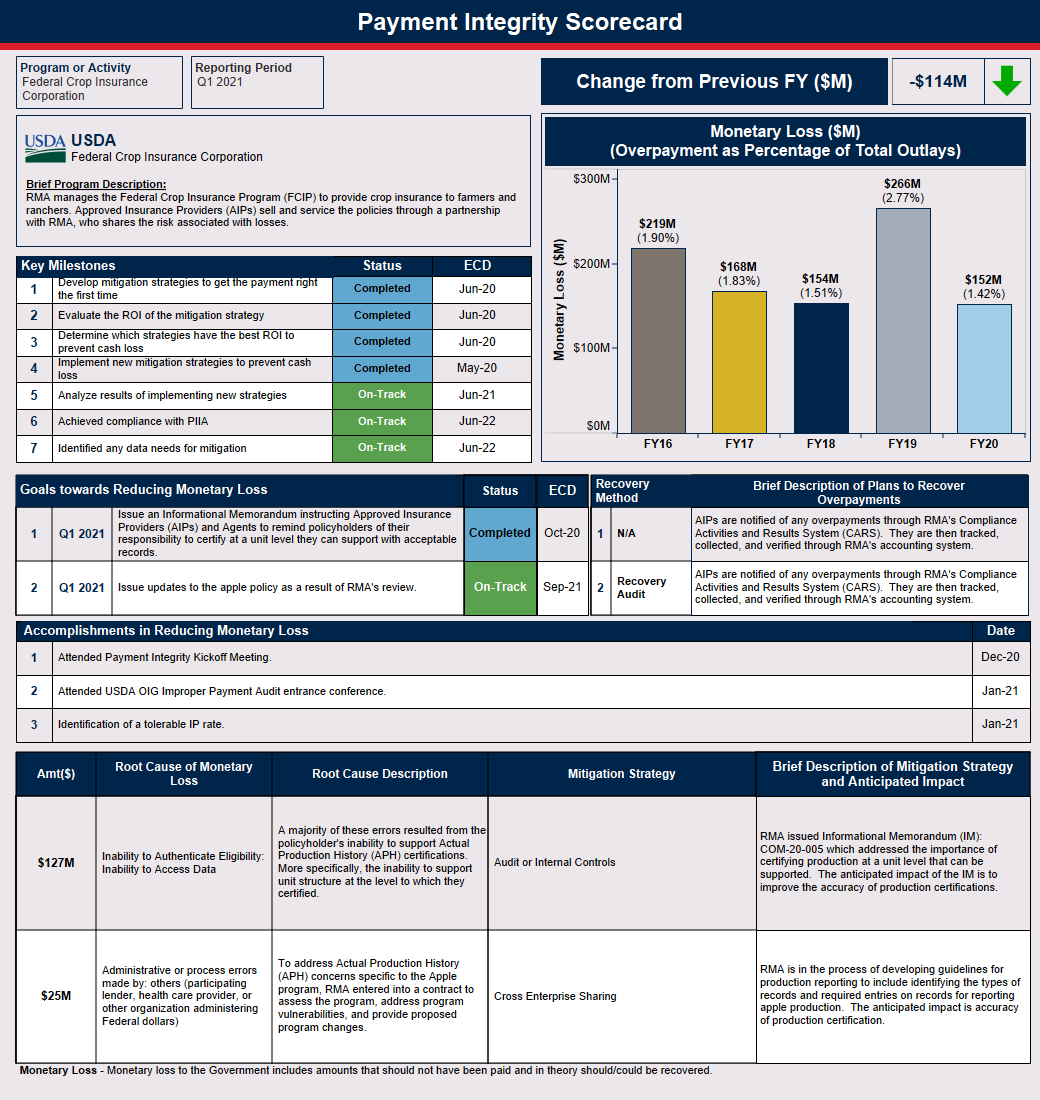 Payment Integrity Scorecard
Program or Activity
Federal Crop Insurance
Corporation
Reporting Period
Q1 2021
Change from Previous FY ($M)
-$114M
USDA
USDA
Federal Crop Insurance Corporation
Brief Program Description:
RMA manages the Federal Crop Insurance Program (FCIP) to provide crop insurance to farmers and
ranchers. Approved Insurance Providers (AIPs) sell and service the policies through a partnership
with RMA, who shares the risk associated with losses.
Monetary Loss ($M)
(Overpayment as Percentage of Total Outlays)
Monetary Loss ($M)
$300M
$200M
$100M
$0M
$219M
(1.90%)
$168M
(1.83%)
$154M
(1.51%)
$266M
(2.77%)
$152M
(1.42%)
FY16 FY17 FY18 FY19 FY20
Key Milestones Status ECD
1 Develop mitigation strategies to get the payment right
the first time Completed Jun-20
2 Evaluate the ROI of the mitigation strategy Completed Jun-20
3 Determine which strategies have the best ROI to
prevent cash loss Completed Jun-20
4 Implement new mitigation strategies to prevent cash
loss Completed May-20
5 Analyze results of implementing new strategies On-Track Jun-21
6 Achieved compliance with PIIA On-Track Jun-22
7 Identified any data needs for mitigation On-Track Jun-22
Goals towards Reducing Monetary Loss Status ECD
1 Q1 2021 Issue an Informational Memorandum instructing Approved Insurance
Providers (AIPs) and Agents to remind policyholders of their
responsibility to certify at a unit level they can support with acceptable
records. Completed Oct-20
2 Q1 2021 Issue updates to the apple policy as a result of RMA's review. On-Track Sep-21
Recovery
Method
Brief Description of Plans to Recover
Overpayments
1 N/A AIPs are notified of any overpayments through RMA's Compliance
Activities and Results System (CARS). They are then tracked,
collected, and verified through RMA's accounting system.
2 Recovery
Audit
AIPs are notified of any overpayments through RMA's Compliance
Activities and Results System (CARS). They are then tracked,
collected, and verified through RMA's accounting system.
Accomplishments in Reducing Monetary Loss Date
1 Attended Payment Integrity Kickoff Meeting. Dec-20
2 Attended USDA OIG Improper Payment Audit entrance conference. Jan-21
3 Identification of a tolerable IP rate. Jan-21
Amt($)
Root Cause of Monetary
Loss
Root Cause Description
Mitigation Strategy
Brief Description of Mitigation Strategy
and Anticipated Impact
$127M
Inability to Authenticate Eligibility:
Inability to Access Data
A majority of these errors resulted from the
policyholder's inability to support Actual
Production History (APH) certifications.
More specifically, the inability to support
unit structure at the level to which they
certified.
Audit or Internal Controls
RMA issued Informational Memorandum (IM):
COM-20-005 which addressed the importance of
certifying production at a unit level that can be
supported. The anticipated impact of the IM is to
improve the accuracy of production certifications.
$25M
Administrative or process errors
made by: others (participating
lender, health care provider, or
other organization administering
Federal dollars)
To address Actual Production History
(APH) concerns specific to the Apple
program, RMA entered into a contract to
assess the program, address program
vulnerabilities, and provide proposed
program changes.
Cross Enterprise Sharing
RMA is in the process of developing guidelines for
production reporting to include identifying the types of
records and required entries on records for reporting
apple production. The anticipated impact is accuracy
of production certification.
Monetary Loss - Monetary loss to the Government includes amounts that should not have been paid and in theory should/could be recovered.